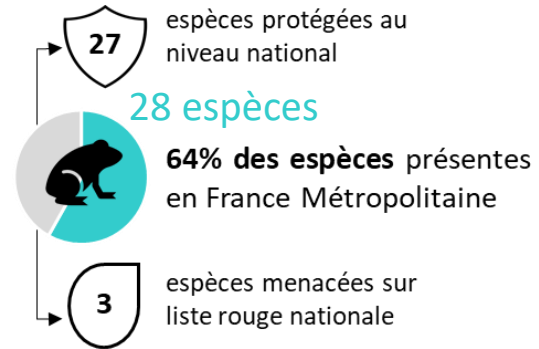 27
espèces protégées au
niveau national
28 espèces
64% des espèces présentes
en France Métropolitaine
3
espèces menacées sur
liste rouge nationale